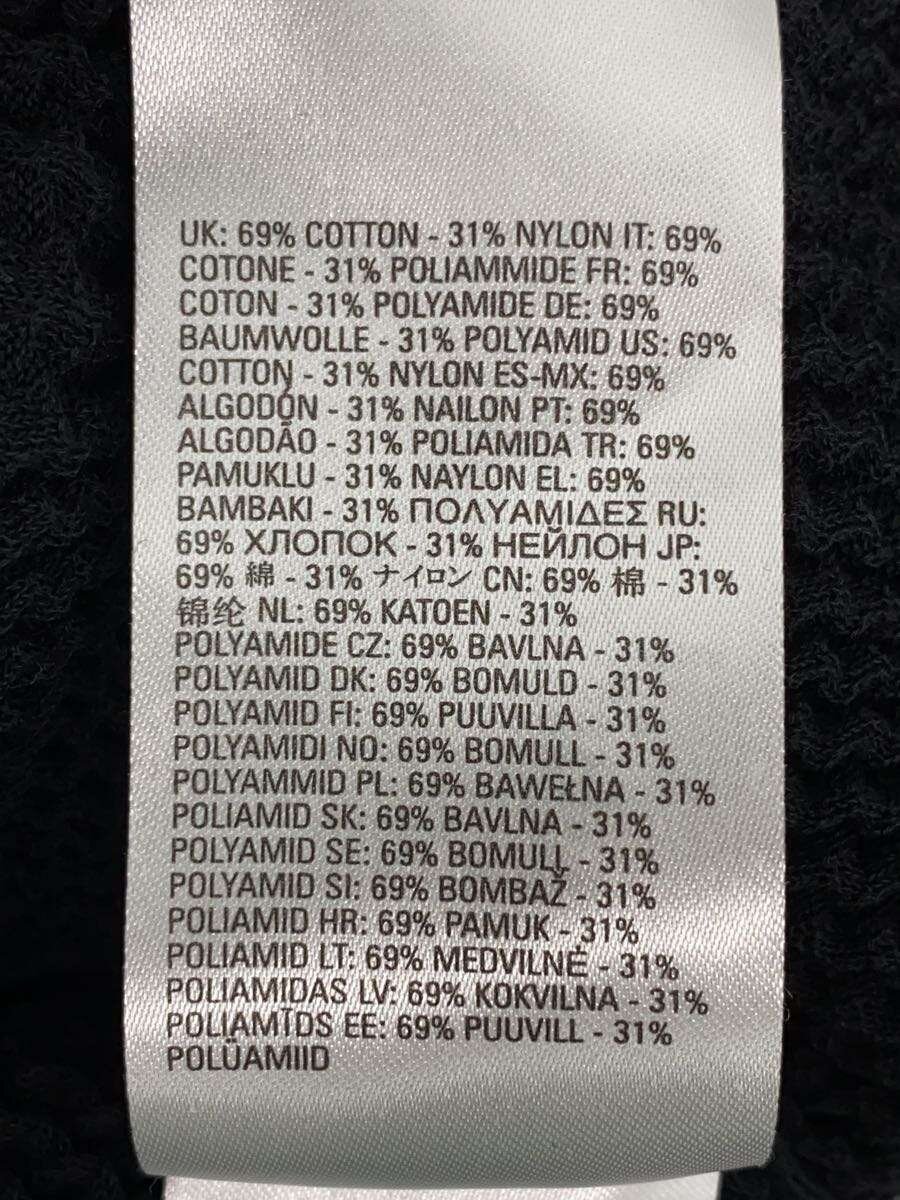 UK: 69% COTTON - 31% NYLON IT: 69%
COTONE - 31% POLIAMMIDE FR: 69%
COTON - 31% POLYAMIDE DE: 69%
BAUMWOLLE - 31% POLYAMID US: 69%
COTTON - 31% NYLON ES-MX: 69%
ALGODÓN - 31% NAILON PT: 69%
ALGODÃO - 31% POLIAMIDA TR: 69%
PAMUKLU - 31% NAYLON EL: 69%
BAMBAKI - 31% ΠΟΛΥΑΜΙΔΕΣ RU:
69% ХЛОПОК - 31% НЕЙЛОН JP:
69% 綿 - 31% ナイロン CN: 69% 棉 - 31%
锦纶 NL: 69% KATOEN - 31%
POLYAMIDE CZ: 69% BAVLNA - 31%
POLYAMID DK: 69% BOMULD - 31%
POLYAMID FI: 69% PUUVILLA - 31%
POLYAMIDI NO: 69% BOMULL - 31%
POLYAMMID PL: 69% BAWEŁNA - 31%
POLIAMID SK: 69% BAVLNA - 31%
POLYAMID SE: 69% BOMULL - 31%
POLYAMID SI: 69% BOMBAŽ - 31%
POLIAMID HR: 69% PAMUK - 31%
POLIAMID LT: 69% MEDVILNĖ - 31%
POLIAMIDAS LV: 69% KOKVILNA - 31%
POLIAMĪDS EE: 69% PUUVILL - 31%
POLÜAMIID